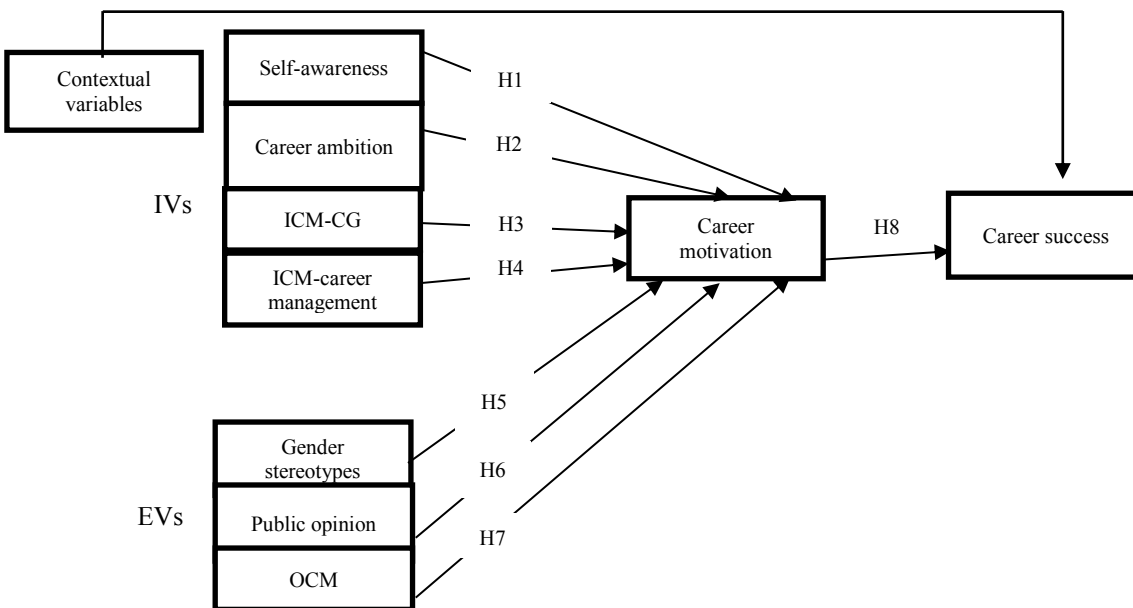 Contextual
variables
Self-awareness
Career ambition
IVs
ICM-CG
ICM-career
management
H1
H2
H3
H4
Career
motivation
H8
Career success
Gender
stereotypes
EVs
Public opinion
OCM
H5
H6
H7